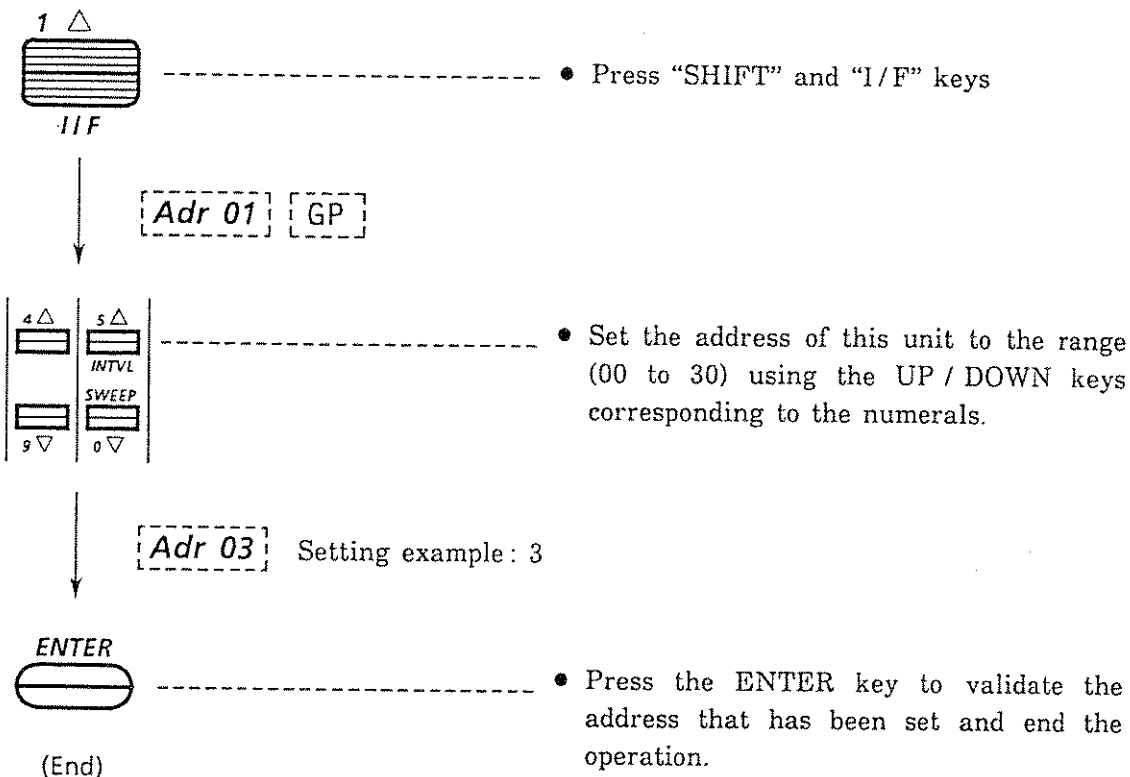 1 △
I/F
• Press “SHIFT” and “I/F” keys
Adr 01 GP
4 △ 5 △
INTVL
SWEEP
9 ▽ 0 ▽
• Set the address of this unit to the range
(00 to 30) using the UP / DOWN keys
corresponding to the numerals.
Adr 03 Setting example : 3
ENTER
• Press the ENTER key to validate the
address that has been set and end the
operation.
(End)